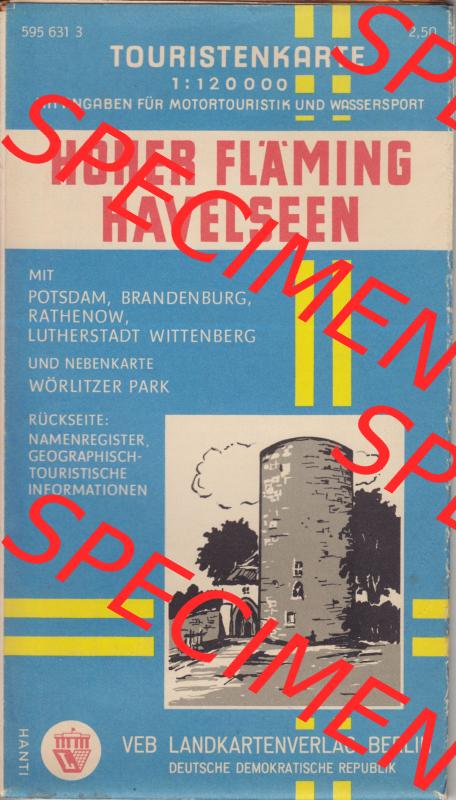 595 631 3
2,50
TOURISTENKARTE
1:120000
MIT ANGABEN FÜR MOTORTOURISTIK UND WASSERSPORT
HOHER FLÄMING
HAVELSEEN
MIT
POTSDAM, BRANDENBURG,
RATHENOW,
LUTHERSTADT WITTENBERG
UND NEBENKARTE
WÖRLITZER PARK
RÜCKSEITE:
NAMENREGISTER,
GEOGRAPHISCH-
TOURISTISCHE
INFORMATIONEN
HANTI
VEB LANDKARTENVERLAG BERLIN
DEUTSCHE DEMOKRATISCHE REPUBLIK
SPECIMEN
SPECIMEN
SPE
SPE